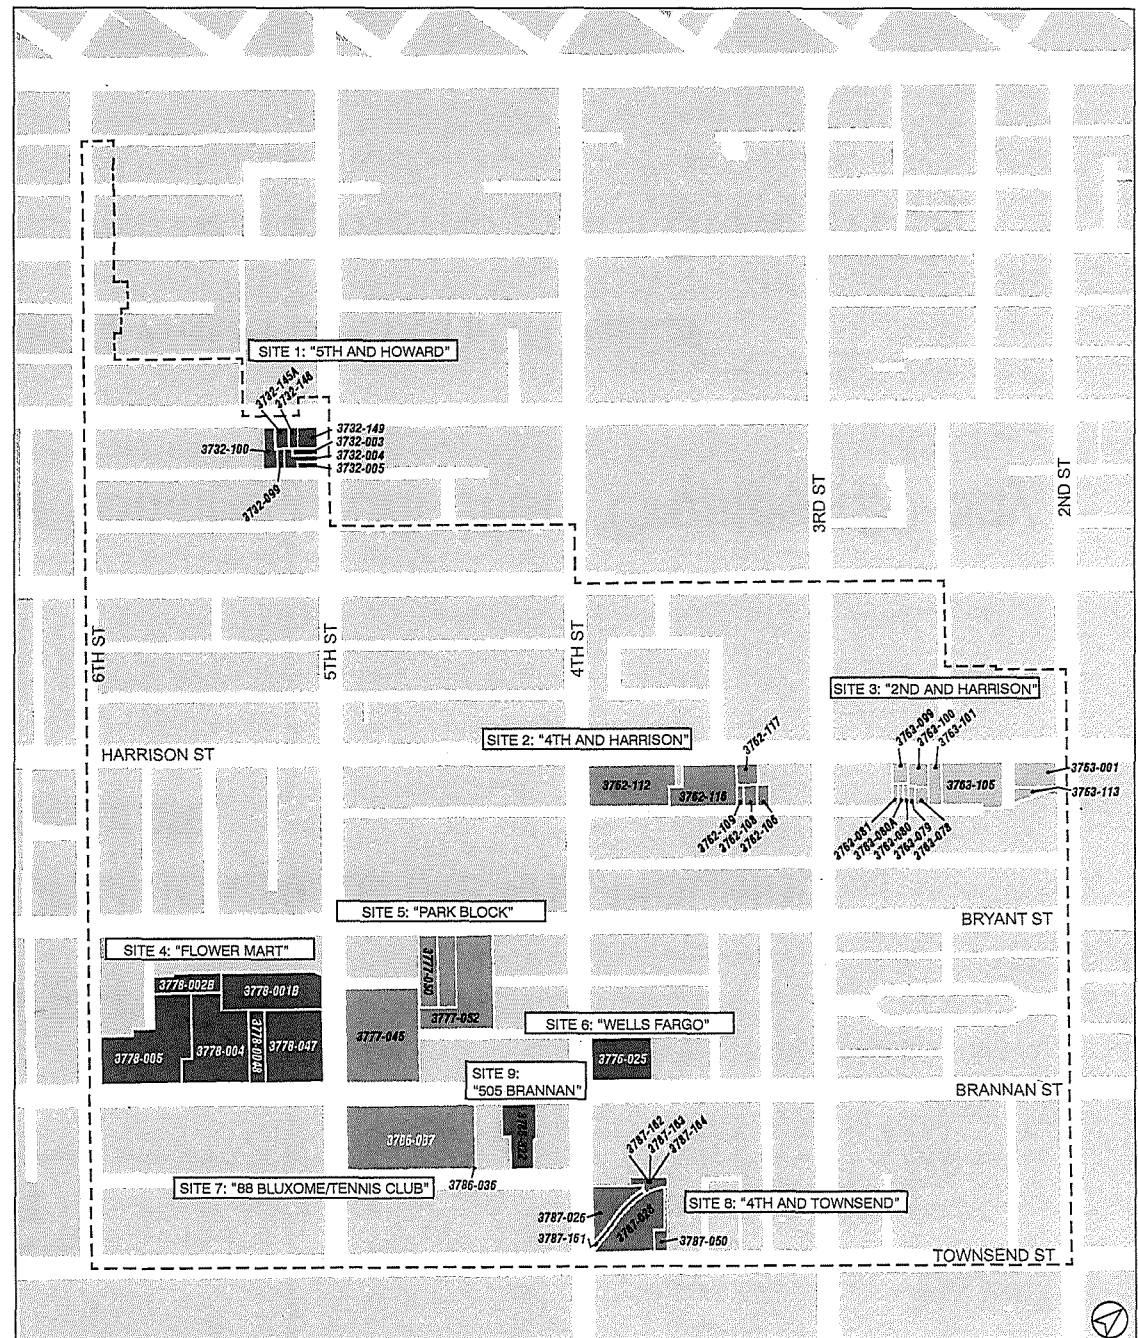 SITE 1: "5TH AND HOWARD"
3732-145A
3732-146
3732-149
3732-003
3732-100
3732-004
3732-005
3732-099
3RD ST
2ND ST
6TH ST
5TH ST
4TH ST
SITE 3: "2ND AND HARRISON"
3763-099
3763-100
3763-101
SITE 2: "4TH AND HARRISON"
3762-117
HARRISON ST
3762-112
3762-116
3763-105
3763-001
3763-113
3762-109
3762-108
3762-106
3763-081
3763-080A
3763-080
3763-079
3763-078
SITE 5: "PARK BLOCK"
BRYANT ST
SITE 4: "FLOWER MART"
3778-002B
3778-001B
3777-050
3777-052
3777-045
SITE 6: "WELLS FARGO"
3778-005
3778-004
3778-004B
3778-047
3776-025
SITE 9:
"505 BRANNAN"
BRANNAN ST
3786-037
3787-162
3787-163
3787-164
3786-036
SITE 7: "88 BLUXOME/TENNIS CLUB"
SITE 8: "4TH AND TOWNSEND"
3787-026
3787-161
3787-028
3787-050
TOWNSEND ST